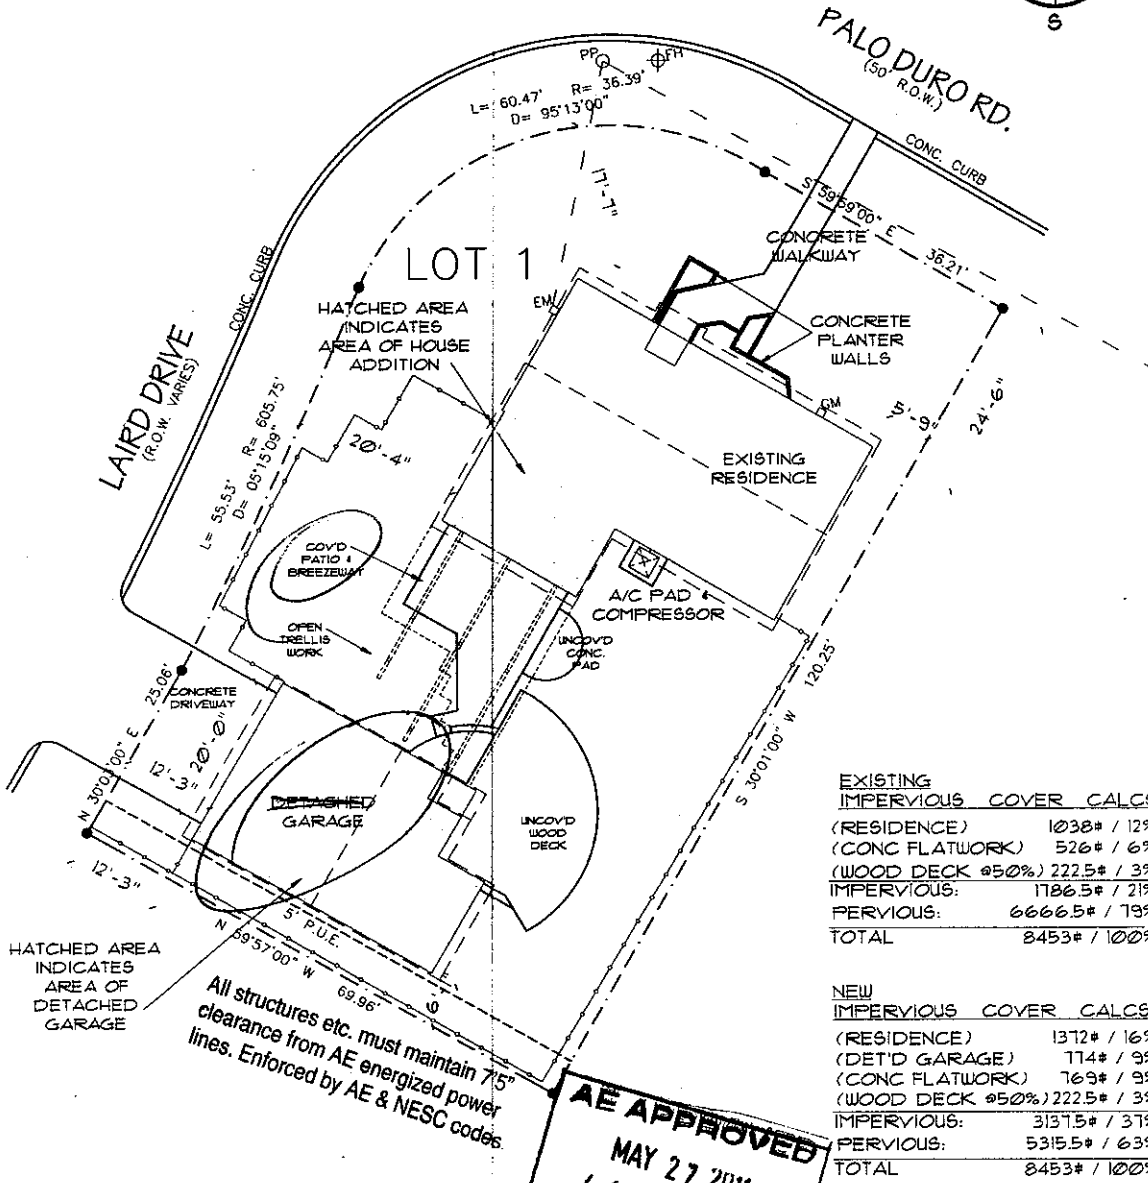 S
PALO DURO RD.
(50' R.O.W.)
PP
FH
L= 60.47' R= 36.39'
D= 95°13'00"
CONC. CURB
17'-7"
S 59°59'00" E
36.21'
CONCRETE
WALKWAY
LOT 1
CONC. CURB
EM
HATCHED AREA
INDICATES
AREA OF HOUSE
ADDITION
CONCRETE
PLANTER
WALLS
LAIRD DRIVE
(R.O.W. VARIES)
GM
5'-9"
24'-6"
L= 55.53' R= 605.75'
D= 05°15'09"
20'-4"
EXISTING
RESIDENCE
COV'D
PATIO &
BREEZEWAY
A/C PAD &
COMPRESSOR
OPEN
TRELLIS
WORK
UNCOV'D
CONC.
PAD
120.25'
S 30°01'00" W
CONCRETE
DRIVEWAY
25.06'
N 30°03'00" E
20'-0"
12'-3"
DETACHED
GARAGE
UNCOV'D
WOOD
DECK
12'-3"
5' P.U.E.
N 59°57'00" W
69.96'
HATCHED AREA
INDICATES
AREA OF
DETACHED
GARAGE
All structures etc. must maintain 7'5"
clearance from AE energized power
lines. Enforced by AE & NESC codes.
AE APPROVED
MAY 27
EXISTING
IMPERVIOUS COVER CALCS
(RESIDENCE) 1038# / 12%
(CONC FLATWORK) 526# / 6%
(WOOD DECK @50%) 222.5# / 3%
IMPERVIOUS: 1786.5# / 21%
PERVIOUS: 6666.5# / 79%
TOTAL 8453# / 100%
NEW
IMPERVIOUS COVER CALCS
(RESIDENCE) 1372# / 16%
(DET'D GARAGE) 774# / 9%
(CONC FLATWORK) 769# / 9%
(WOOD DECK @50%) 222.5# / 3%
IMPERVIOUS: 3137.5# / 37%
PERVIOUS: 5315.5# / 63%
TOTAL 8453# / 100%